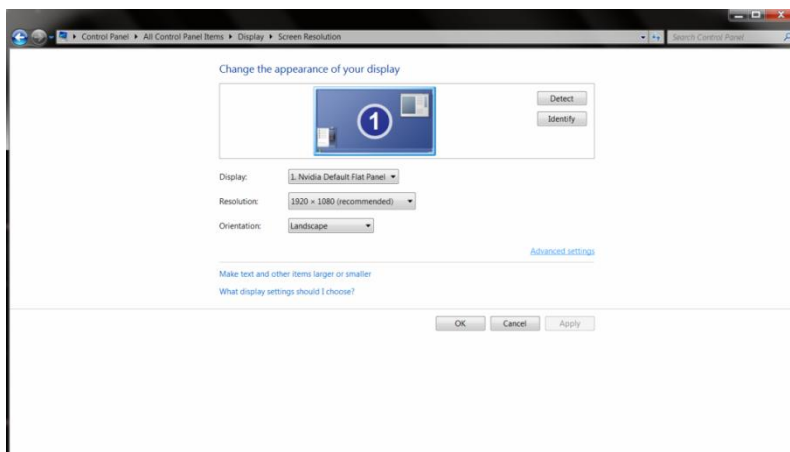 Control Panel ▸ All Control Panel Items ▸ Display ▸ Screen Resolution
Search Control Panel
Change the appearance of your display
1
Detect
Identify
Display: 1. Nvidia Default Flat Panel
Resolution: 1920 × 1080 (recommended)
Orientation: Landscape
Advanced settings
Make text and other items larger or smaller
What display settings should I choose?
OK Cancel Apply